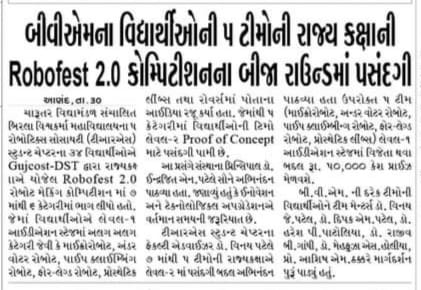 બીવીએમના વિદ્યાર્થીઓની ૫ ટીમોની રાજ્ય કક્ષાની
Robofest 2.0 કોમ્પિટીશનના બીજા રાઉન્ડમાં પસંદગી
આણંદ, તા. 30
ચારૂતર વિદ્યામંડળ સંચાલિત
બિરલા વિશ્વકર્મા મહાવિદ્યાલયના ૫
રોબોટિક્સ સોસાયટી (ટીઆરએસ)
સ્ટુડન્ટ ચેપ્ટરના ૩૪ વિદ્યાર્થીઓએ
Gujcost-DST દ્વારા રાજ્યકક્ષ
એ યોજેલ Robofest 2.0
રોબોટ મેકિંગ કોમ્પિટિશન માં ૭
માંથી ૬ કેટેગરીમાં ભાગ લીધો હતો.
જેમાં વિદ્યાર્થીઓએ લેવલ-૧
આઈડીએશન સ્ટેજમાં અલગ અલગ
કેટેગરી જેવી કે માઈક્રોરોબોટ, અંડર
વોટર રોબોટ, પાઈપ ક્લાઈમ્બિંગ
રોબોટ, ફોર-લેગ્ડ રોબોટ, પ્રોસ્થેટિક
લીંબ્સ તથા રોવર્સમાં પોતાના
આઈડિયા રજૂ કર્યા હતા. જેમાંથી ૫
કેટેગરીમાં વિદ્યાર્થીઓની ટિમો
લેવલ-૨ Proof of Concept
માટે પસંદગી પામી છે.
આ પ્રસંગે સંસ્થાના પ્રિન્સિપાલ ડો.
ઇન્દ્રજિત એન. પટેલે સૌને અભિનંદન
પાઠવ્યા હતા. જણાવ્યું હતું કે ઈનોવેશન
અને ટેકનોલોજિકલ અપગ્રેડેશનએ
વર્તમાન સમયની જરૂરિયાત છે.
ટીઆરએસ સ્ટુડન્ટ ચેપ્ટરના
ફેકલ્ટી એડવાઈઝર ડો. વિનય પટેલે
૭ માંથી ૫ ટીમોની રાજ્યકક્ષાએ
લેવલ-૨ માં પસંદગી બદલ અભિનંદન
પાઠવ્યા હતા ઉપરોક્ત ૫ ટીમ
(માઈક્રોરોબોટ, અન્ડર વોટર રોબોટ,
પાઈપ ક્લાઈમ્બીન્ગ રોબોટ, ફોર-લેગ્ડ
રોબોટ, પ્રોસ્થેટિક લીંબ્સ) લેવલ-૧
આઈડીએશન સ્ટેજમાં વિજેતા થવા
બદલ રૂ. ૫૦,૦૦૦ કેશ પ્રાઈઝ
મેળવશે.
બી. વી.એમ. ની દરેક ટીમોની
વિદ્યાર્થીઓને ટીમ મેન્ટર્સ ડો. વિનય
જે.પટેલ, ડો. દિપક એમ.પટેલ, ડો.
હરેશ પી.પાટોલિયા, ડો. રાજીવ
બી.ગાંધી, ડો. મેહફુઝા એસ.હોલીયા,
પ્રો. આશિષ એમ.ઠક્કરે માર્ગદર્શન
પુરૂં પાડ્યું હતું.